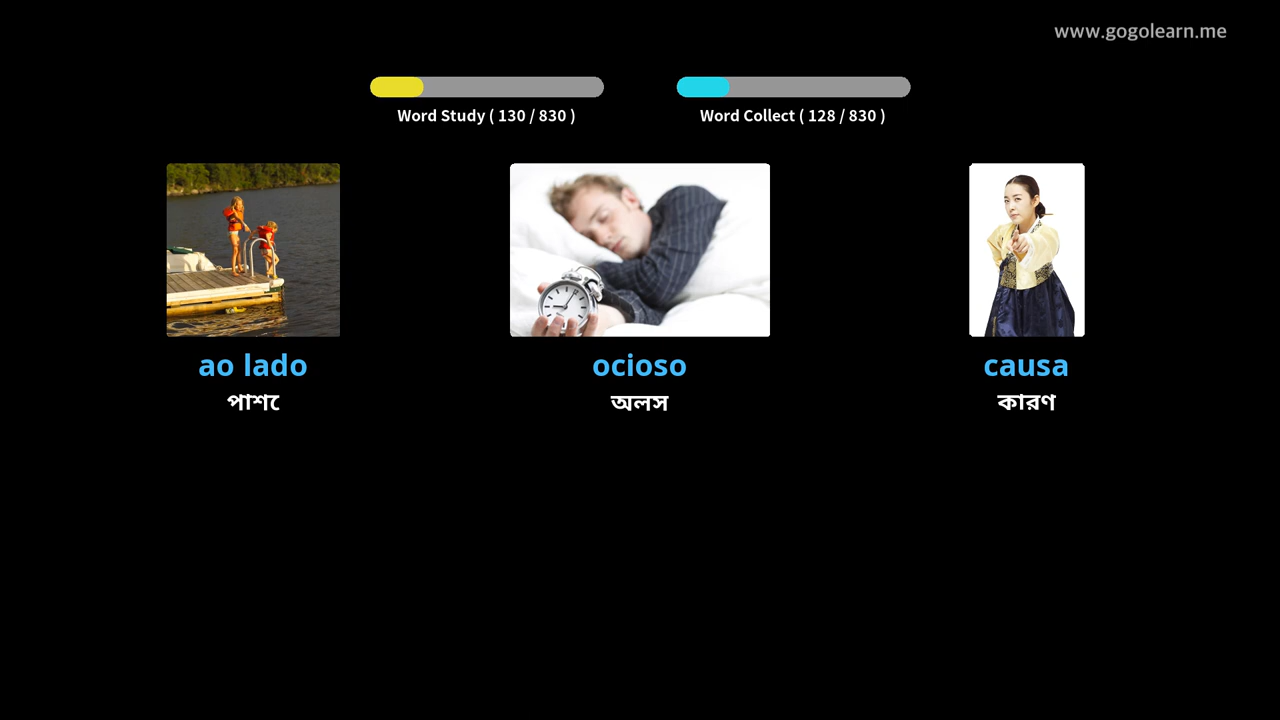 www.gogolearn.me
Word Study ( 130 / 830 )
Word Collect ( 128 / 830 )
ao lado
ocioso
causa
পাশে
অলস
কারণ